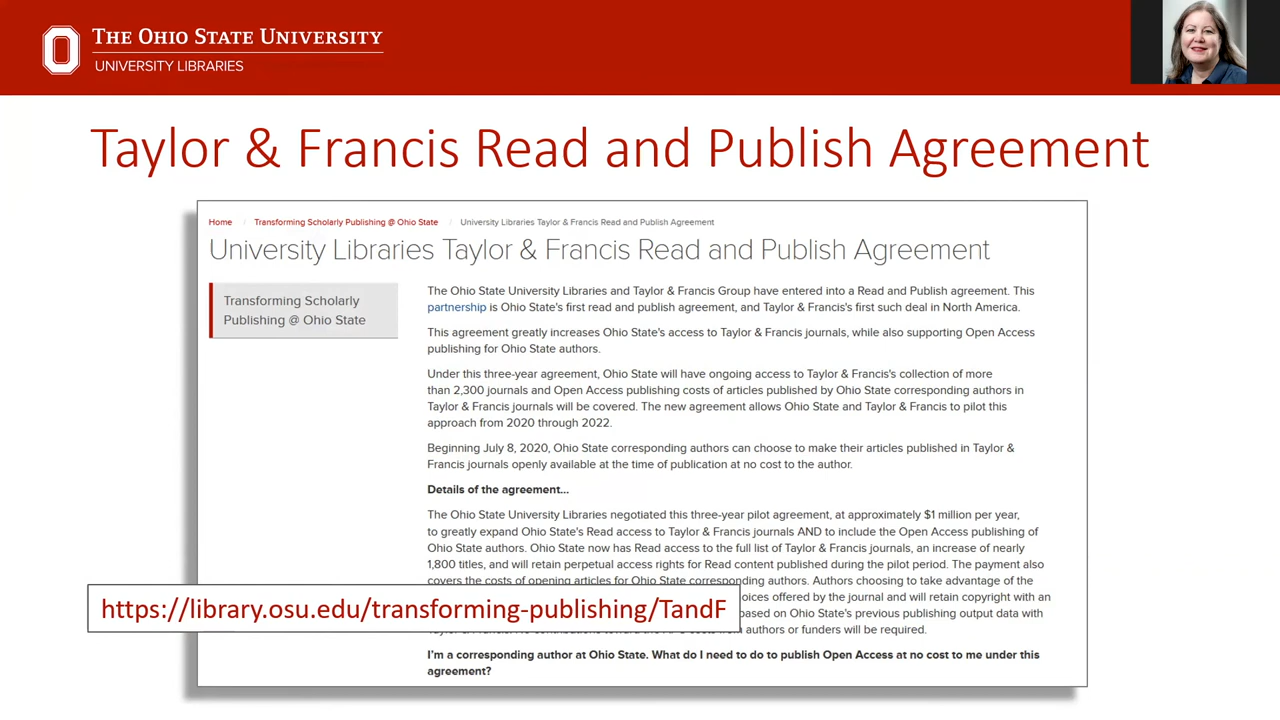 THE OHIO STATE UNIVERSITY
UNIVERSITY LIBRARIES
Taylor & Francis Read and Publish Agreement
Home / Transforming Scholarly Publishing @ Ohio State / University Libraries Taylor & Francis Read and Publish Agreement
University Libraries Taylor & Francis Read and Publish Agreement
Transforming Scholarly
Publishing @ Ohio State
The Ohio State University Libraries and Taylor & Francis Group have entered into a Read and Publish agreement. This
partnership is Ohio State's first read and publish agreement, and Taylor & Francis's first such deal in North America.
This agreement greatly increases Ohio State's access to Taylor & Francis journals, while also supporting Open Access
publishing for Ohio State authors.
Under this three-year agreement, Ohio State will have ongoing access to Taylor & Francis's collection of more
than 2,300 journals and Open Access publishing costs of articles published by Ohio State corresponding authors in
Taylor & Francis journals will be covered. The new agreement allows Ohio State and Taylor & Francis to pilot this
approach from 2020 through 2022.
Beginning July 8, 2020, Ohio State corresponding authors can choose to make their articles published in Taylor &
Francis journals openly available at the time of publication at no cost to the author.
Details of the agreement...
The Ohio State University Libraries negotiated this three-year pilot agreement, at approximately $1 million per year,
to greatly expand Ohio State's Read access to Taylor & Francis journals AND to include the Open Access publishing of
Ohio State authors. Ohio State now has Read access to the full list of Taylor & Francis journals, an increase of nearly
1,800 titles, and will retain perpetual access rights for Read content published during the pilot period. The payment also
covers the costs of opening articles for Ohio State corresponding authors. Authors choosing to take advantage of the
oices offered by the journal and will retain copyright with an
https://library.osu.edu/transforming-publishing/TandF
based on Ohio State's previous publishing output data with
authors or funders will be required.
I'm a corresponding author at Ohio State. What do I need to do to publish Open Access at no cost to me under this
agreement?